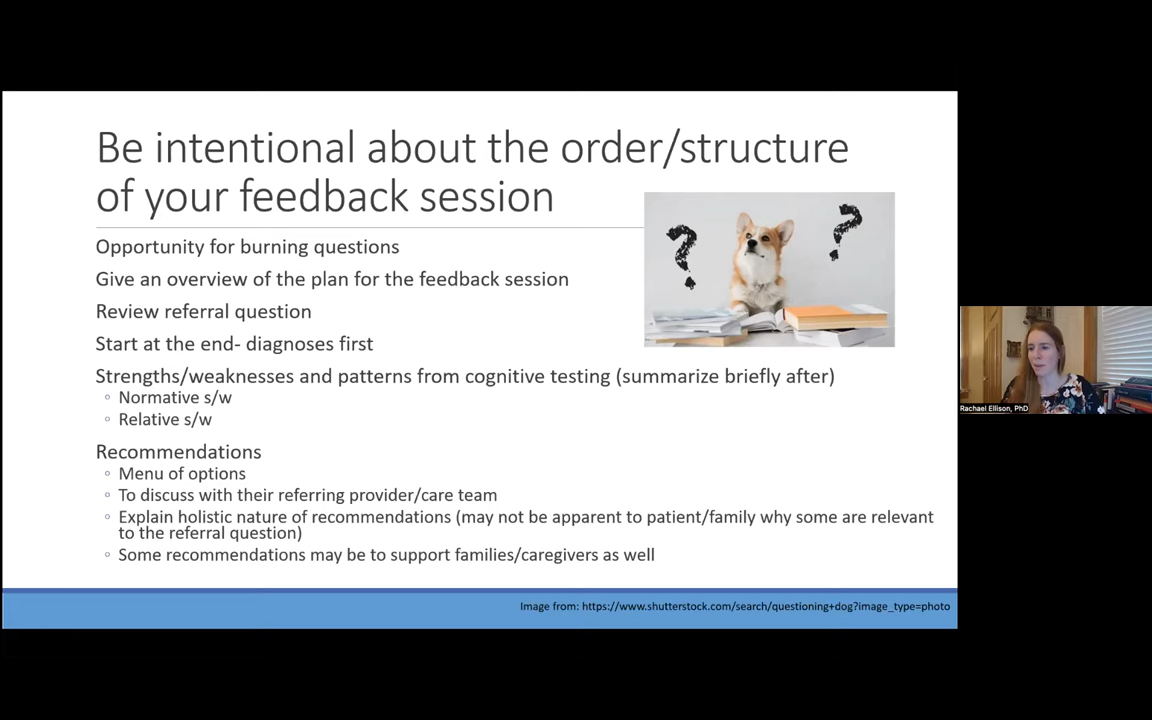 Be intentional about the order/structure
of your feedback session
Opportunity for burning questions
Give an overview of the plan for the feedback session
Review referral question
Start at the end- diagnoses first
Strengths/weaknesses and patterns from cognitive testing (summarize briefly after)
◦ Normative s/w
◦ Relative s/w
Recommendations
◦ Menu of options
◦ To discuss with their referring provider/care team
◦ Explain holistic nature of recommendations (may not be apparent to patient/family why some are relevant
to the referral question)
◦ Some recommendations may be to support families/caregivers as well
? ?
Image from: https://www.shutterstock.com/search/questioning+dog?image_type=photo
Rachael Ellison, PhD